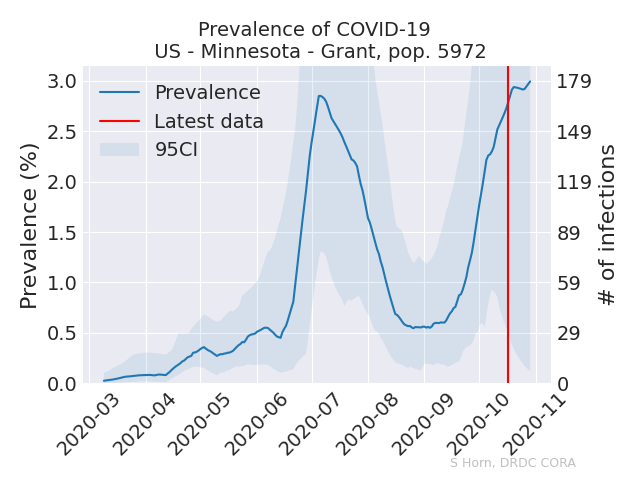 Prevalence of COVID-19
US - Minnesota - Grant, pop. 5972
Prevalence (%)
3.0
2.5
2.0
1.5
1.0
0.5
0.0
Prevalence
Latest data
95CI
179
149
119
89
59
29
0
# of infections
2020-03
2020-04
2020-05
2020-06
2020-07
2020-08
2020-09
2020-10
2020-11
S Horn, DRDC CORA